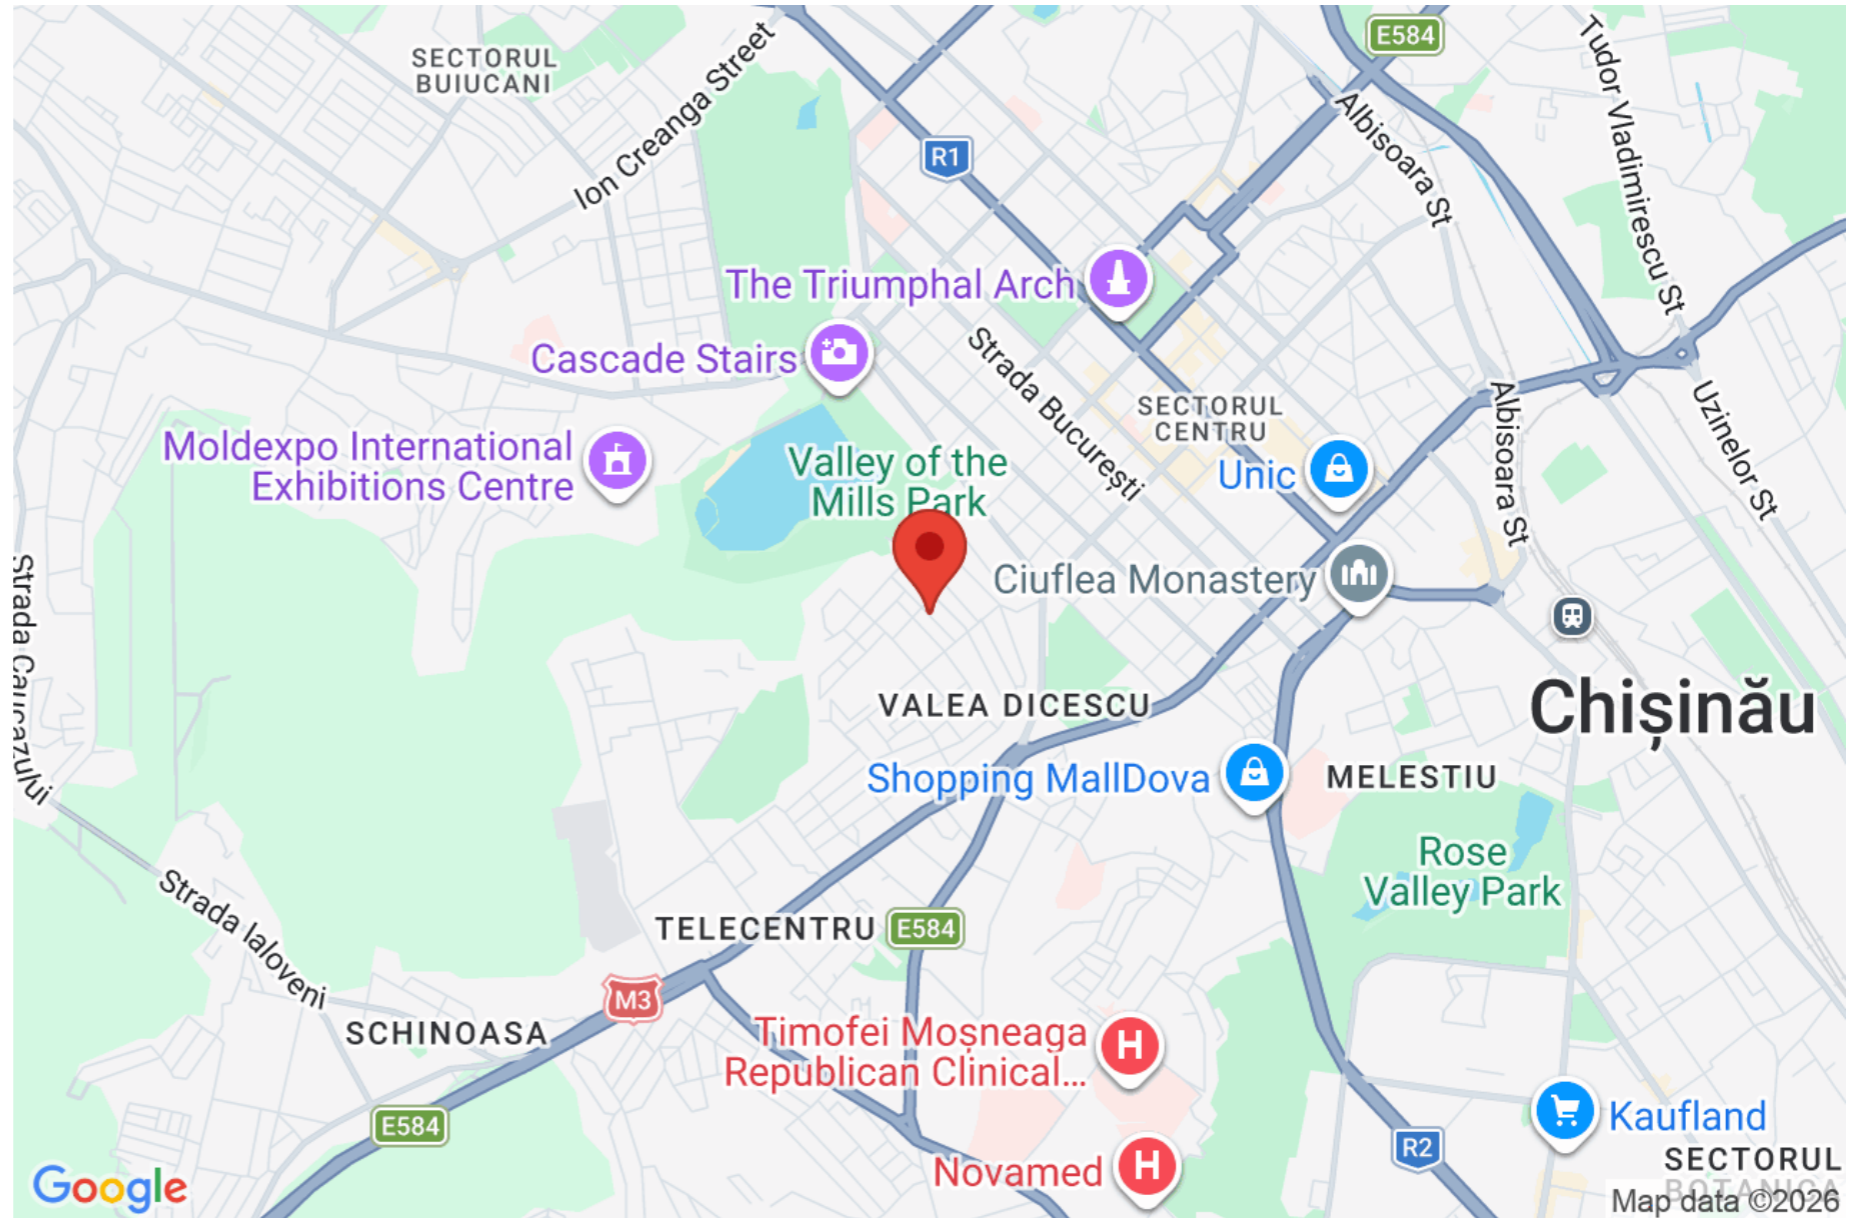 SECTORUL
BUIUCANI
Ion Creanga Street
E584
Tudor Vladimirescu St
Albisoara St
R1
The Triumphal Arch
Cascade Stairs
Strada București
SECTORUL
CENTRU
Albisoara St
Uzinelor St
Moldexpo International
Exhibitions Centre
Valley of the
Mills Park
Unic
Ciuflea Monastery
Strada Caucazului
VALEA DICESCU
Chișinău
Shopping MallDova
MELESTIU
Rose
Valley Park
Strada Ialoveni
TELECENTRU
E584
M3
SCHINOASA
Timofei Moșneaga
Republican Clinical...
H
E584
Kaufland
R2
Novamed
H
SECTORUL
BOTANICA
Google
Map data ©2026